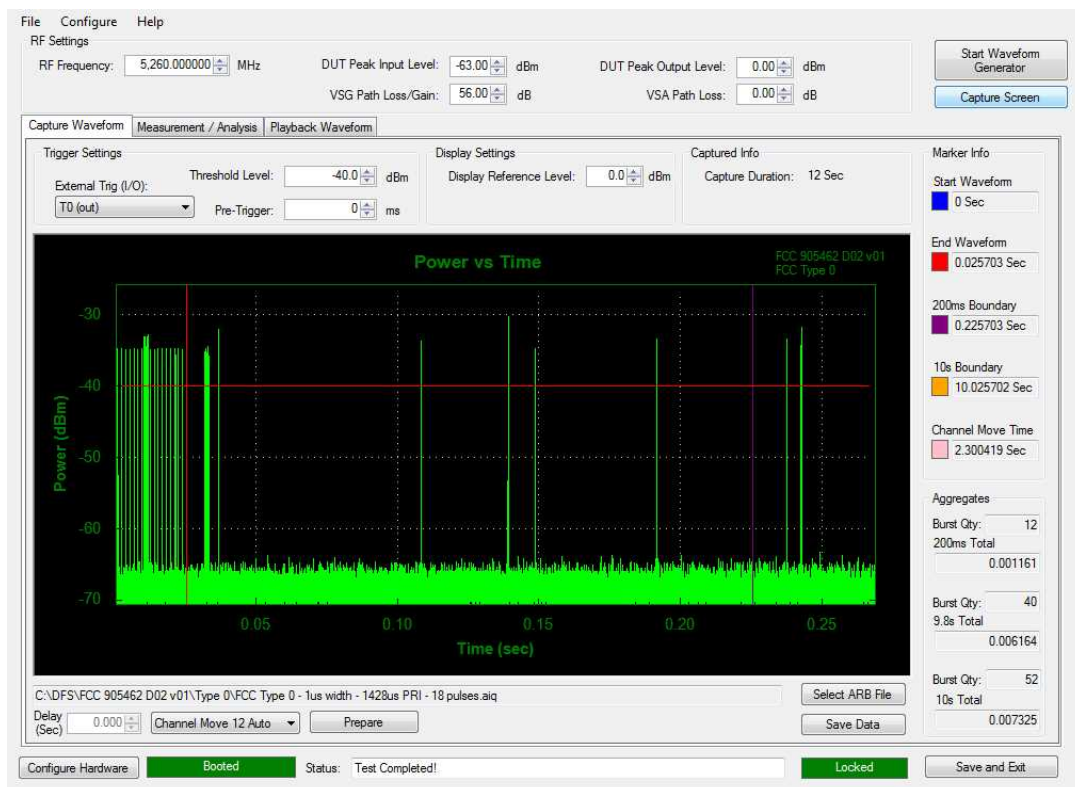 File Configure Help
RF Settings
RF Frequency: 5,260.000000 MHz DUT Peak Input Level: -63.00 dBm DUT Peak Output Level: 0.00 dBm
VSG Path Loss/Gain: 56.00 dB VSA Path Loss: 0.00 dB
Start Waveform
Generator
Capture Screen
Capture Waveform Measurement / Analysis Playback Waveform
Trigger Settings
External Trig (I/O):
T0 (out)
Threshold Level: -40.0 dBm
Pre-Trigger: 0 ms
Display Settings
Display Reference Level: 0.0 dBm
Captured Info
Capture Duration: 12 Sec
Marker Info
Start Waveform
0 Sec
End Waveform
0.025703 Sec
200ms Boundary
0.225703 Sec
10s Boundary
10.025702 Sec
Channel Move Time
2.300419 Sec
Power vs Time
FCC 905462 D02 v01
FCC Type 0
Power (dBm)
-30
-40
-50
-60
-70
0.05 0.10 0.15 0.20 0.25
Time (sec)
Aggregates
Burst Qty: 12
200ms Total
0.001161
Burst Qty: 40
9.8s Total
0.006164
Burst Qty: 52
10s Total
0.007325
C:\DFS\FCC 905462 D02 v01\Type 0\FCC Type 0 - 1us width - 1428us PRI - 18 pulses.aiq
Select ARB File
Delay
(Sec) 0.000 Channel Move 12 Auto Prepare Save Data
Configure Hardware Booted Status: Test Completed! Locked Save and Exit